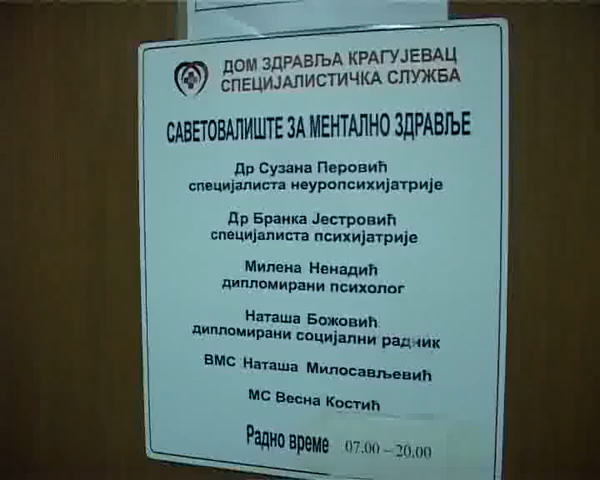 ДОМ ЗДРАВЉА КРАГУЈЕВАЦ
СПЕЦИЈАЛИСТИЧКА СЛУЖБА
САВЕТОВАЛИШТЕ ЗА МЕНТАЛНО ЗДРАВЉЕ
Др Сузана Перовић
специјалиста неуропсихијатрије
Др Бранка Јестровић
специјалиста психијатрије
Милена Ненадић
дипломирани психолог
Наташа Божовић
дипломирани социјални радник
ВМС Наташа Милосављевић
МС Весна Костић
Радно време 07.00 – 20.00